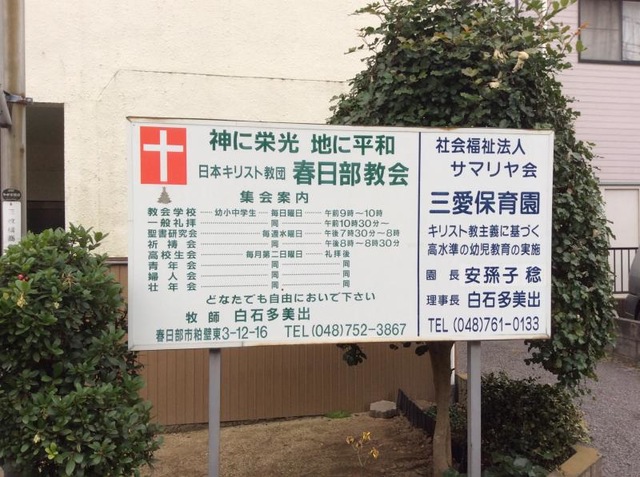 神に栄光 地に平和
日本キリスト教団 春日部教会
集会案内
教会学校 …… 幼小中学生 … 毎日曜日 …… 午前9時〜10時
一般礼拝 …………… 同 …… 午前10時30分〜
聖書研究会 …………… 毎週水曜日 …… 午後7時30分〜8時
祈祷会 …………… 同 …… 午後8時〜8時30分
高校生会 …………… 毎月第二日曜日 …… 礼拝後
青年会 …………… 同 …… 同
婦人会 …………… 同 …… 同
壮年会 …………… 同 …… 同
どなたでも自由においで下さい
牧師 白石多美出
春日部市粕壁東3-12-16 TEL(048)752-3867
社会福祉法人
サマリヤ会
三愛保育園
キリスト教主義に基づく
高水準の幼児教育の実施
園長 安孫子稔
理事長 白石多美出
TEL (048)761-0133